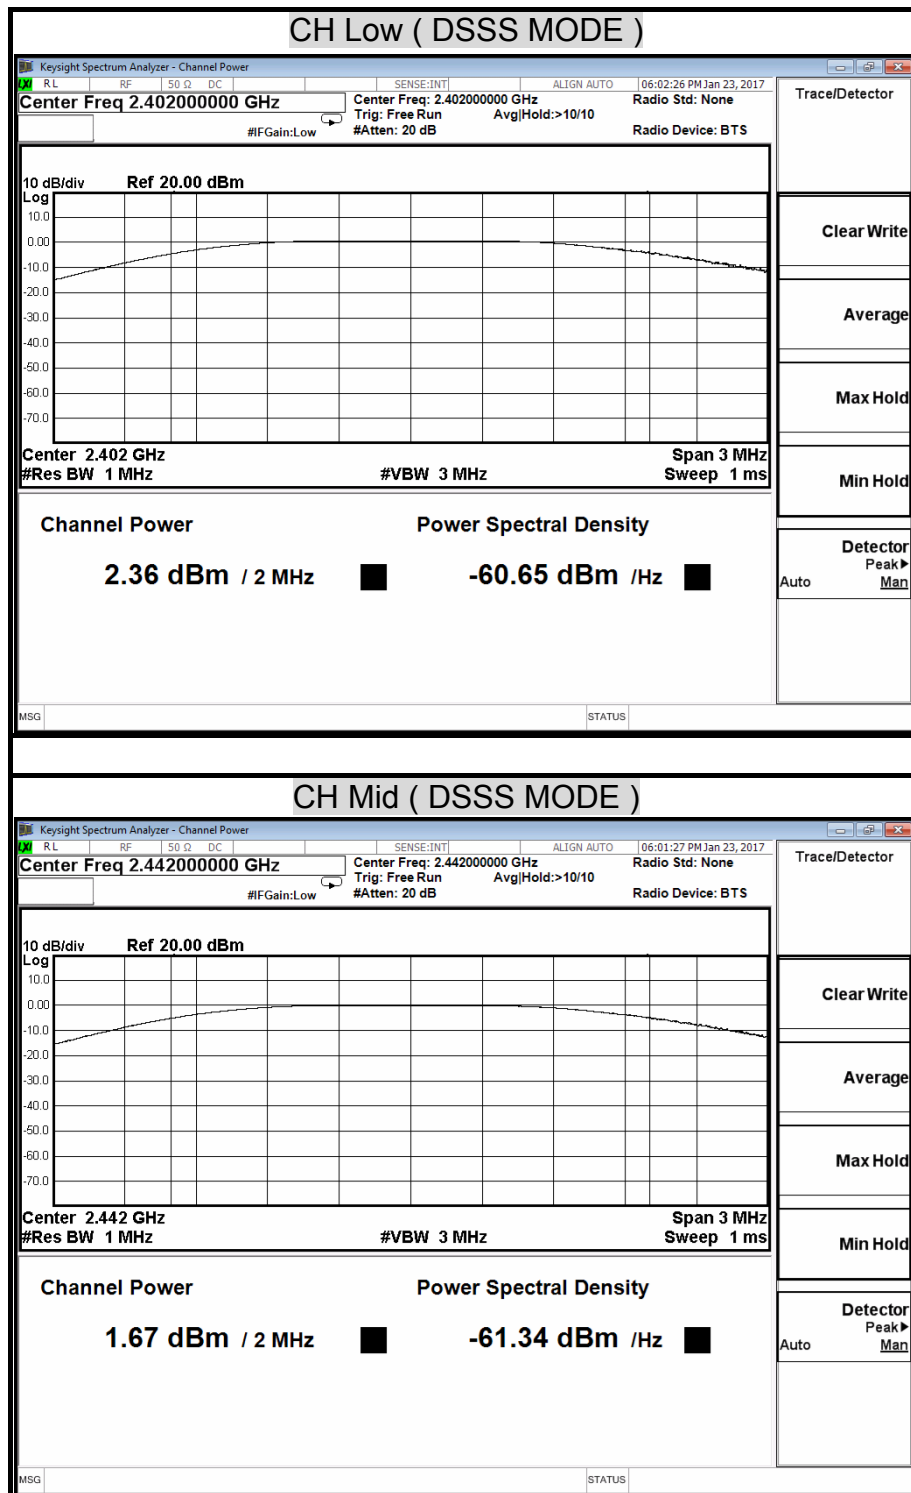 CH Low ( DSSS MODE )
Keysight Spectrum Analyzer - Channel Power
LXI RL RF 50 Ω DC SENSE:INT ALIGN AUTO 06:02:26 PM Jan 23, 2017
Center Freq 2.402000000 GHz
Center Freq: 2.402000000 GHz Radio Std: None
Trig: Free Run Avg|Hold:>10/10
#IFGain:Low #Atten: 20 dB Radio Device: BTS
Trace/Detector
10 dB/div Ref 20.00 dBm
Log
10.0
0.00
-10.0
-20.0
-30.0
-40.0
-50.0
-60.0
-70.0
Center 2.402 GHz Span 3 MHz
#Res BW 1 MHz #VBW 3 MHz Sweep 1 ms
Clear Write
Average
Max Hold
Min Hold
Detector
Peak▶
Auto Man
Channel Power Power Spectral Density
2.36 dBm / 2 MHz -60.65 dBm /Hz
MSG STATUS
CH Mid ( DSSS MODE )
Keysight Spectrum Analyzer - Channel Power
LXI RL RF 50 Ω DC SENSE:INT ALIGN AUTO 06:01:27 PM Jan 23, 2017
Center Freq 2.442000000 GHz
Center Freq: 2.442000000 GHz Radio Std: None
Trig: Free Run Avg|Hold:>10/10
#IFGain:Low #Atten: 20 dB Radio Device: BTS
Trace/Detector
10 dB/div Ref 20.00 dBm
Log
10.0
0.00
-10.0
-20.0
-30.0
-40.0
-50.0
-60.0
-70.0
Center 2.442 GHz Span 3 MHz
#Res BW 1 MHz #VBW 3 MHz Sweep 1 ms
Clear Write
Average
Max Hold
Min Hold
Detector
Peak▶
Auto Man
Channel Power Power Spectral Density
1.67 dBm / 2 MHz -61.34 dBm /Hz
MSG STATUS